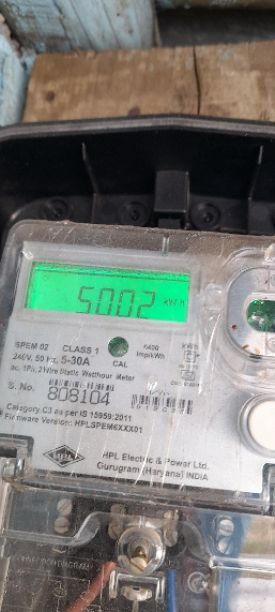 5002 kWh
SPEM 02 CLASS 1
240V, 50 Hz, 5-30A CAL 6400 imp/kWh
ac, 1Ph, 2 Wire Static Watthour Meter
S. No. 808104
Category C3 as per IS 15959:2011
Firmware Version: HPLSPEM6XXX01
HPL Electric & Power Ltd.
Gurugram (Haryana) INDIA